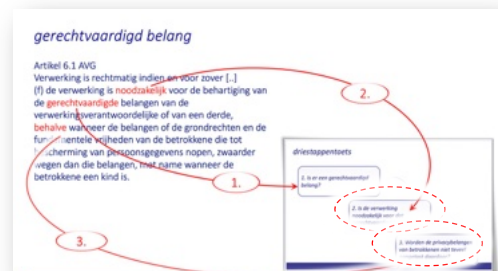 gerechtvaardigd belang
Artikel 6.1 AVG
Verwerking is rechtmatig indien en voor zover [..]
(f) de verwerking is noodzakelijk voor de behartiging van
de gerechtvaardigde belangen van de
verwerkingsverantwoordelijke of van een derde,
behalve wanneer de belangen of de grondrechten en de
fundamentele vrijheden van de betrokkene die tot
bescherming van persoonsgegevens nopen, zwaarder
wegen dan die belangen, met name wanneer de
betrokkene een kind is.
2.
driestappentoets
1. Is er een gerechtvaardigd
belang?
1.
2. Is de verwerking
noodzakelijk voor
3.
3. Worden de privacybelangen
van betrokkenen niet